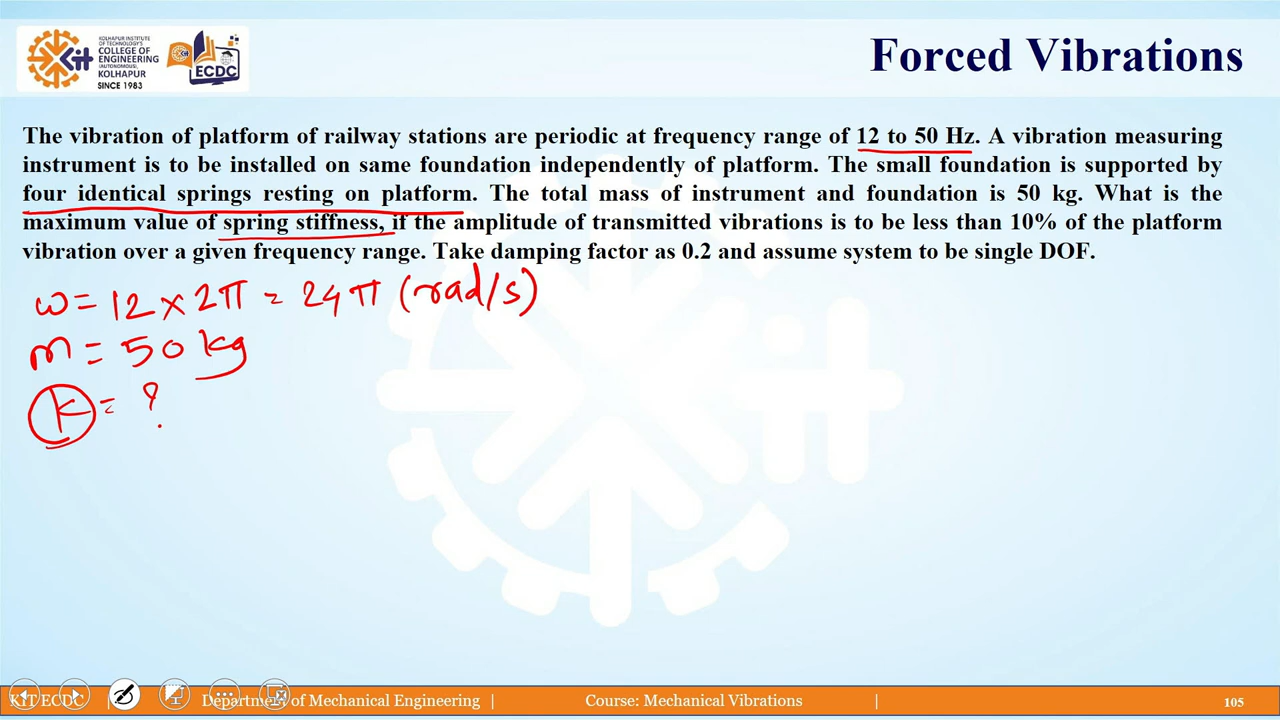 KOLHAPUR INSTITUTE
OF TECHNOLOGY'S
COLLEGE OF
ENGINEERING
(AUTONOMOUS),
KOLHAPUR
SINCE 1983
KiT
ECDC
Forced Vibrations
The vibration of platform of railway stations are periodic at frequency range of 12 to 50 Hz. A vibration measuring
instrument is to be installed on same foundation independently of platform. The small foundation is supported by
four identical springs resting on platform. The total mass of instrument and foundation is 50 kg. What is the
maximum value of spring stiffness, if the amplitude of transmitted vibrations is to be less than 10% of the platform
vibration over a given frequency range. Take damping factor as 0.2 and assume system to be single DOF.
ω = 12 × 2π = 24π (rad/s)
m = 50 kg
k = ?
KIT ECDC | Department of Mechanical Engineering | Course: Mechanical Vibrations | 105